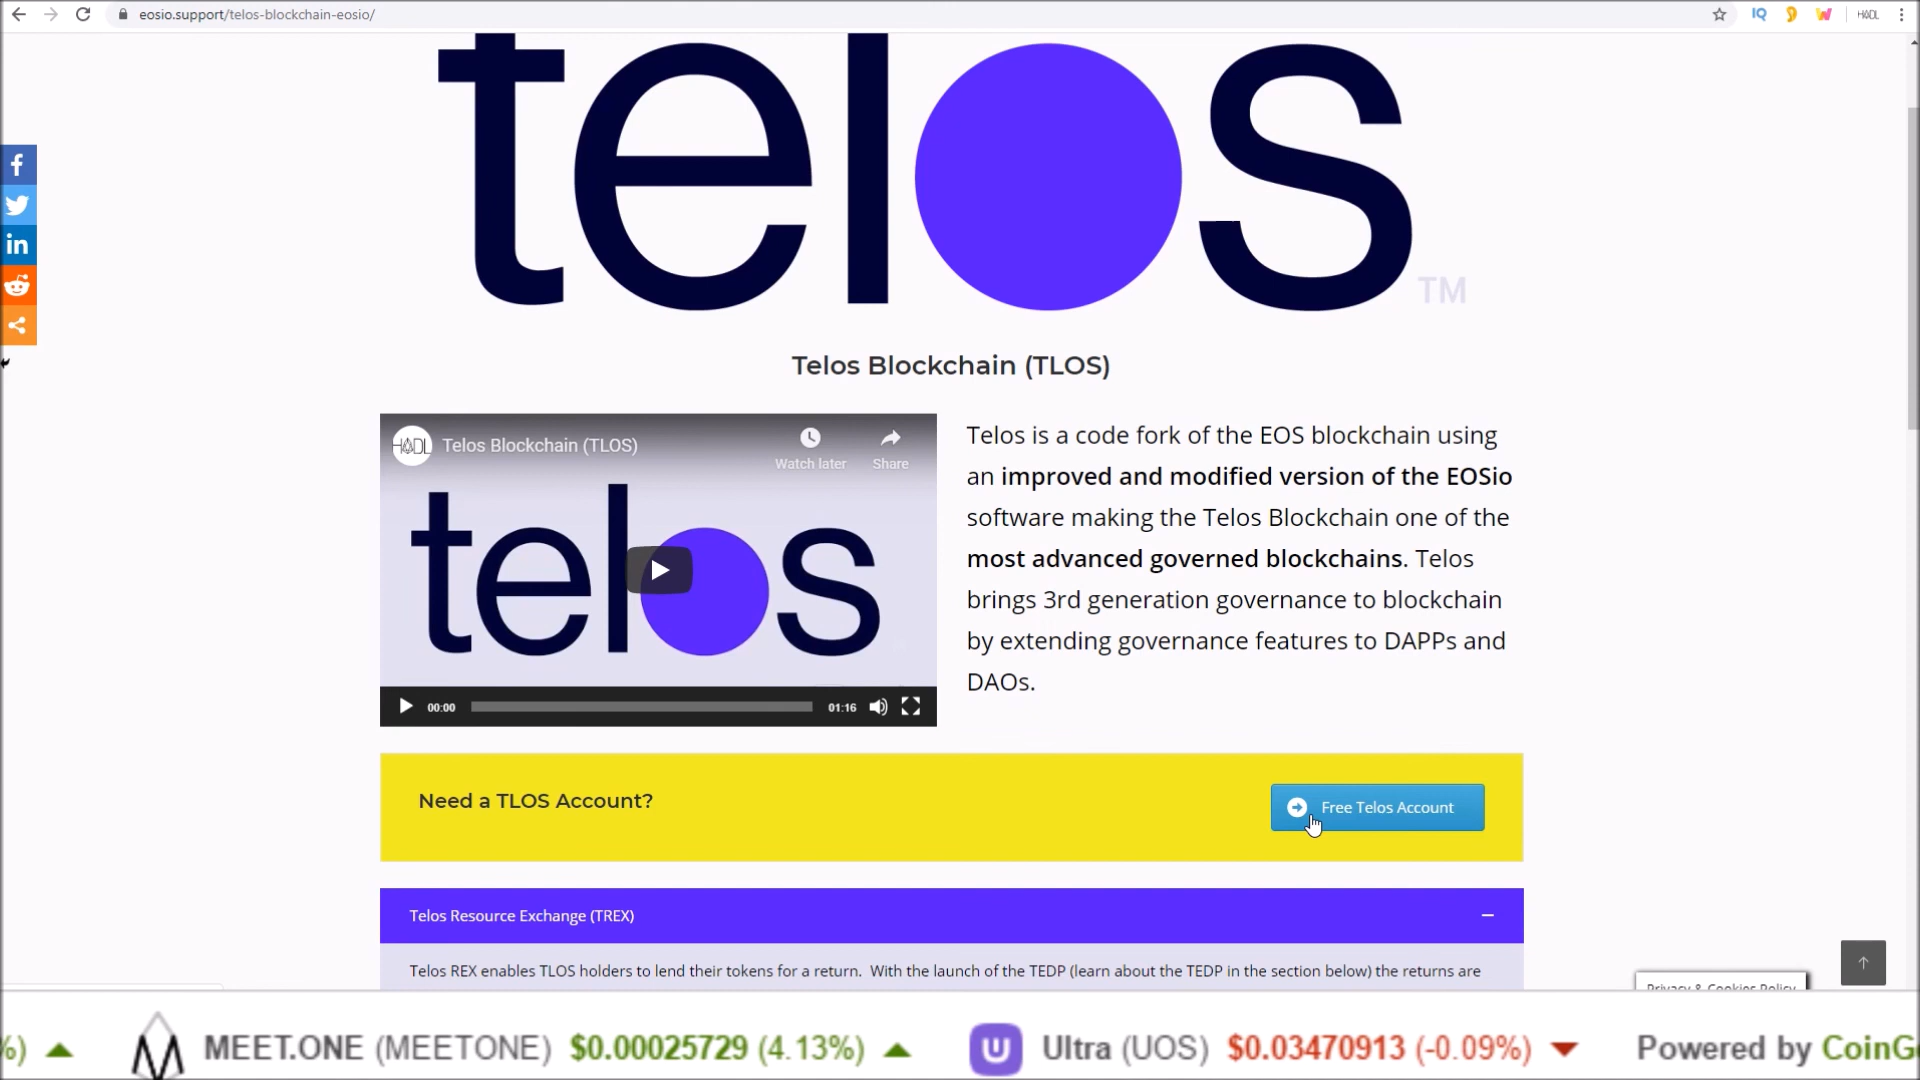 eosio.support/telos-blockchain-eosio/
IQ
HADL
telos
TM
Telos Blockchain (TLOS)
HADL
Telos Blockchain (TLOS)
Watch later
Share
telos
00:00
01:16
Telos is a code fork of the EOS blockchain using
an improved and modified version of the EOSio
software making the Telos Blockchain one of the
most advanced governed blockchains. Telos
brings 3rd generation governance to blockchain
by extending governance features to DAPPs and
DAOs.
Need a TLOS Account?
Free Telos Account
Telos Resource Exchange (TREX)
Telos REX enables TLOS holders to lend their tokens for a return. With the launch of the TEDP (learn about the TEDP in the section below) the returns are
Privacy & Cookies Policy
%)
MEET.ONE (MEETONE) $0.00025729 (4.13%)
Ultra (UOS) $0.03470913 (-0.09%)
Powered by CoinG